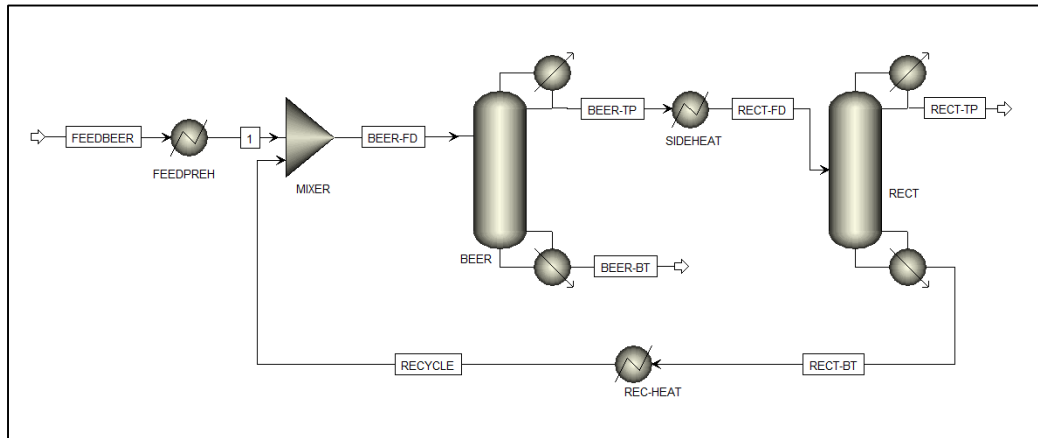 FEEDBEER
FEEDPREH
1
MIXER
BEER-FD
BEER
BEER-TP
BEER-BT
SIDEHEAT
RECT-FD
RECT
RECT-TP
RECYCLE
REC-HEAT
RECT-BT